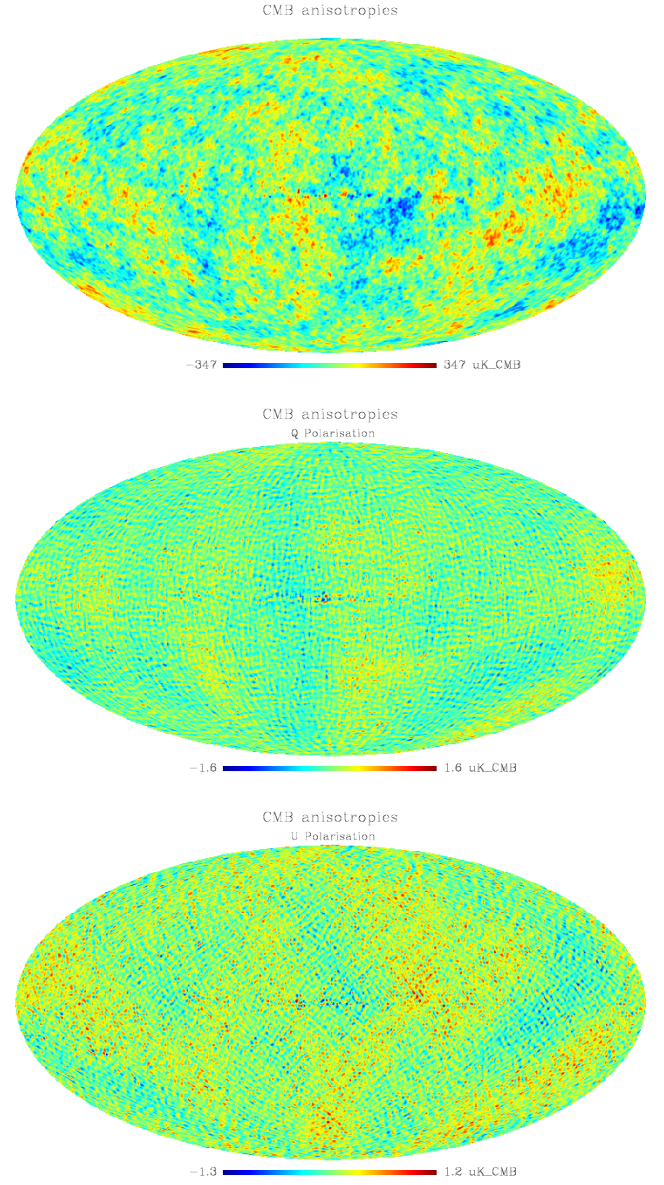 CMB anisotropies
−347 347 uK_CMB
CMB anisotropies
Q Polarisation
−1.6 1.6 uK_CMB
CMB anisotropies
U Polarisation
−1.3 1.2 uK_CMB